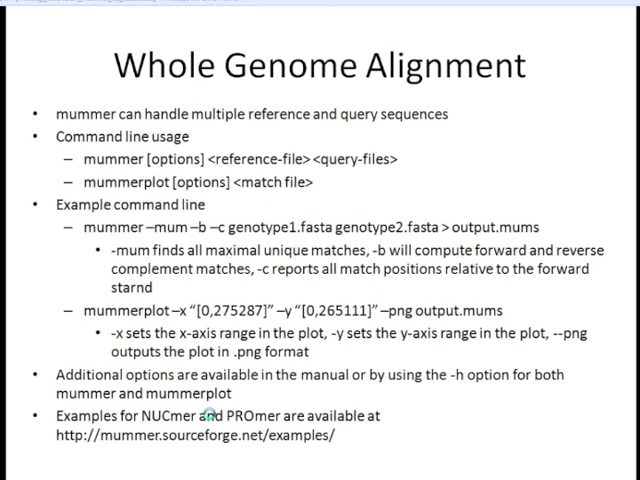 Whole Genome Alignment
• mummer can handle multiple reference and query sequences
• Command line usage
– mummer [options] <reference-file> <query-files>
– mummerplot [options] <match file>
• Example command line
– mummer –mum –b –c genotype1.fasta genotype2.fasta > output.mums
• -mum finds all maximal unique matches, -b will compute forward and reverse
complement matches, -c reports all match positions relative to the forward
starnd
– mummerplot –x “[0,275287]” –y “[0,265111]” –png output.mums
• -x sets the x-axis range in the plot, -y sets the y-axis range in the plot, --png
outputs the plot in .png format
• Additional options are available in the manual or by using the -h option for both
mummer and mummerplot
• Examples for NUCmer and PROmer are available at
http://mummer.sourceforge.net/examples/